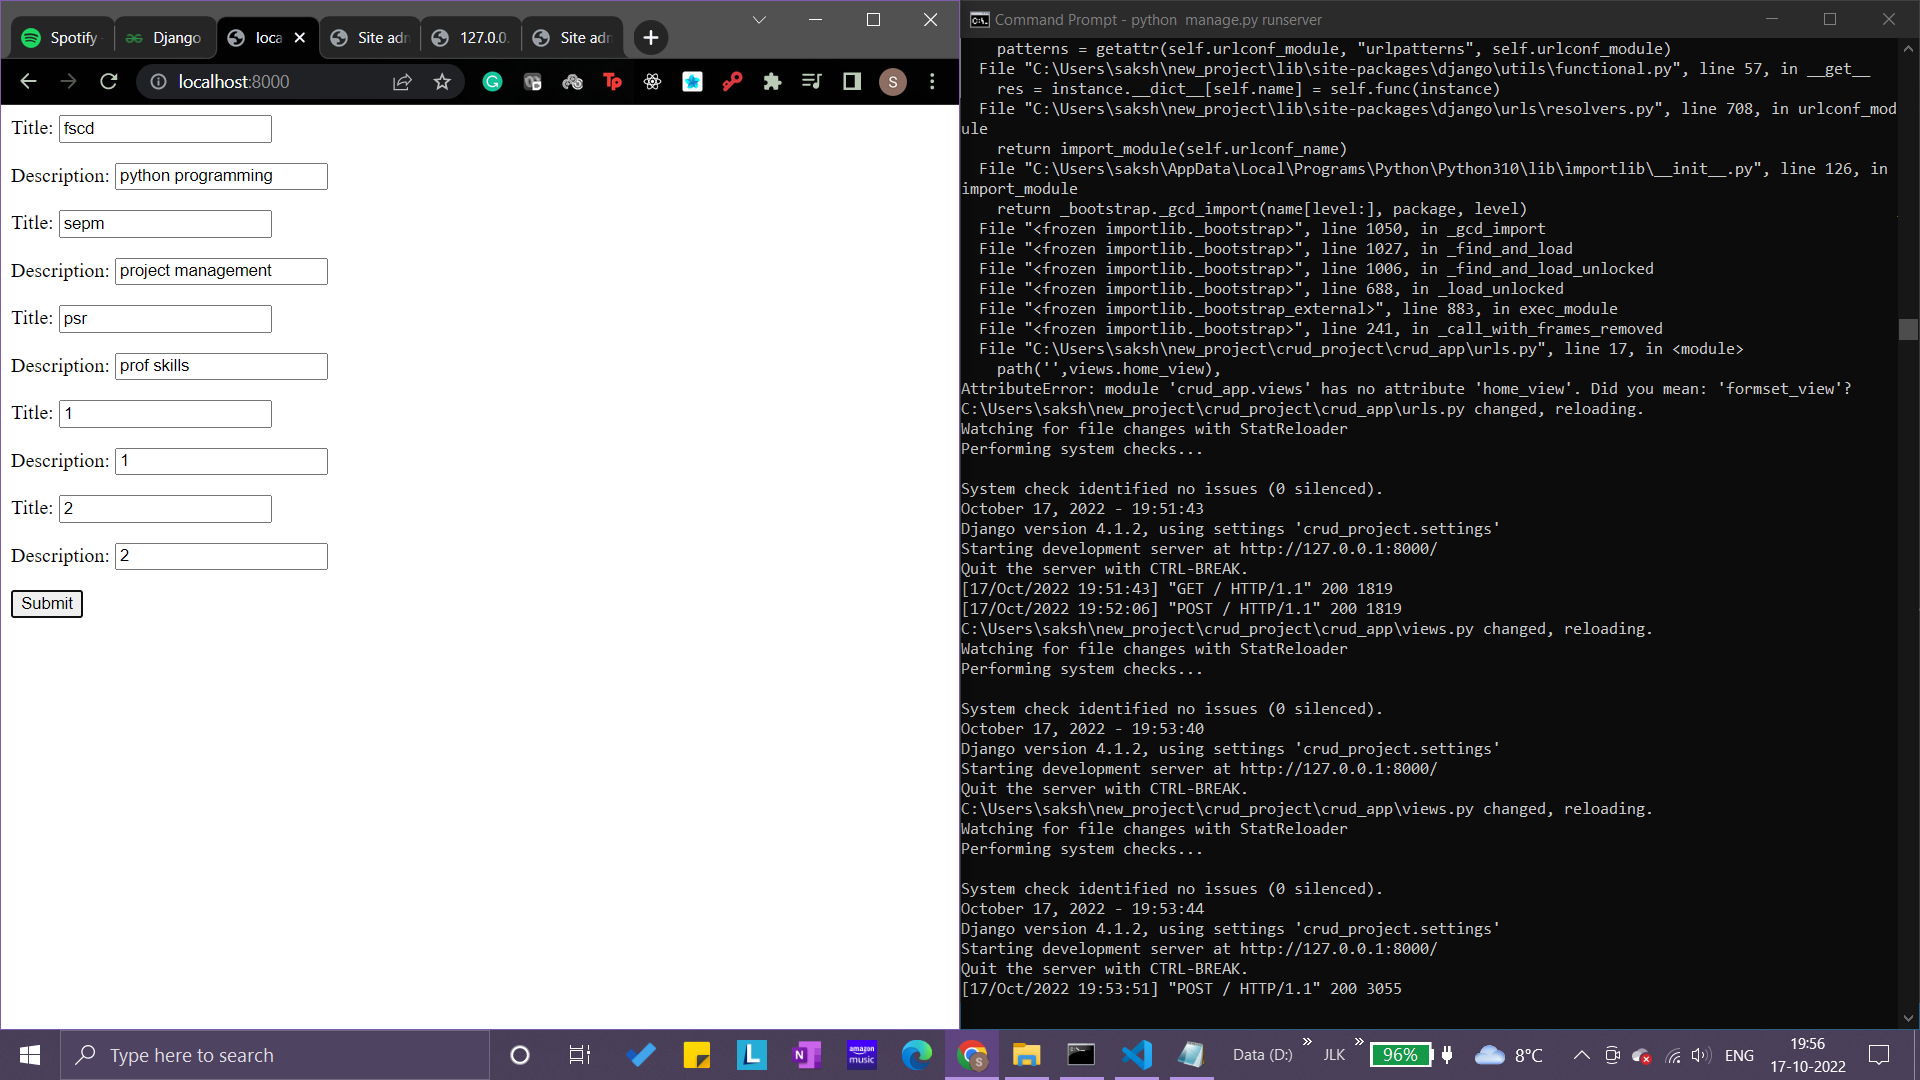 Spotify
Django
loca
Site adn
127.0.0.
Site adn
localhost:8000
Tp
S
Title: fscd
Description: python programming
Title: sepm
Description: project management
Title: psr
Description: prof skills
Title: 1
Description: 1
Title: 2
Description: 2
Submit
Command Prompt - python  manage.py runserver
patterns = getattr(self.urlconf_module, "urlpatterns", self.urlconf_module)
File "C:\Users\saksh\new_project\lib\site-packages\django\utils\functional.py", line 57, in __get__
res = instance.__dict__[self.name] = self.func(instance)
File "C:\Users\saksh\new_project\lib\site-packages\django\urls\resolvers.py", line 708, in urlconf_mod
ule
return import_module(self.urlconf_name)
File "C:\Users\saksh\AppData\Local\Programs\Python\Python310\lib\importlib\__init__.py", line 126, in
import_module
return _bootstrap._gcd_import(name[level:], package, level)
File "<frozen importlib._bootstrap>", line 1050, in _gcd_import
File "<frozen importlib._bootstrap>", line 1027, in _find_and_load
File "<frozen importlib._bootstrap>", line 1006, in _find_and_load_unlocked
File "<frozen importlib._bootstrap>", line 688, in _load_unlocked
File "<frozen importlib._bootstrap_external>", line 883, in exec_module
File "<frozen importlib._bootstrap>", line 241, in _call_with_frames_removed
File "C:\Users\saksh\new_project\crud_project\crud_app\urls.py", line 17, in <module>
path('',views.home_view),
AttributeError: module 'crud_app.views' has no attribute 'home_view'. Did you mean: 'formset_view'?
C:\Users\saksh\new_project\crud_project\crud_app\urls.py changed, reloading.
Watching for file changes with StatReloader
Performing system checks...
System check identified no issues (0 silenced).
October 17, 2022 - 19:51:43
Django version 4.1.2, using settings 'crud_project.settings'
Starting development server at http://127.0.0.1:8000/
Quit the server with CTRL-BREAK.
[17/Oct/2022 19:51:43] "GET / HTTP/1.1" 200 1819
[17/Oct/2022 19:52:06] "POST / HTTP/1.1" 200 1819
C:\Users\saksh\new_project\crud_project\crud_app\views.py changed, reloading.
Watching for file changes with StatReloader
Performing system checks...
System check identified no issues (0 silenced).
October 17, 2022 - 19:53:40
Django version 4.1.2, using settings 'crud_project.settings'
Starting development server at http://127.0.0.1:8000/
Quit the server with CTRL-BREAK.
C:\Users\saksh\new_project\crud_project\crud_app\views.py changed, reloading.
Watching for file changes with StatReloader
Performing system checks...
System check identified no issues (0 silenced).
October 17, 2022 - 19:53:44
Django version 4.1.2, using settings 'crud_project.settings'
Starting development server at http://127.0.0.1:8000/
Quit the server with CTRL-BREAK.
[17/Oct/2022 19:53:51] "POST / HTTP/1.1" 200 3055
Type here to search
L
N
amazon music
S
Data (D:)
JLK
96%
8°C
ENG
19:56
17-10-2022